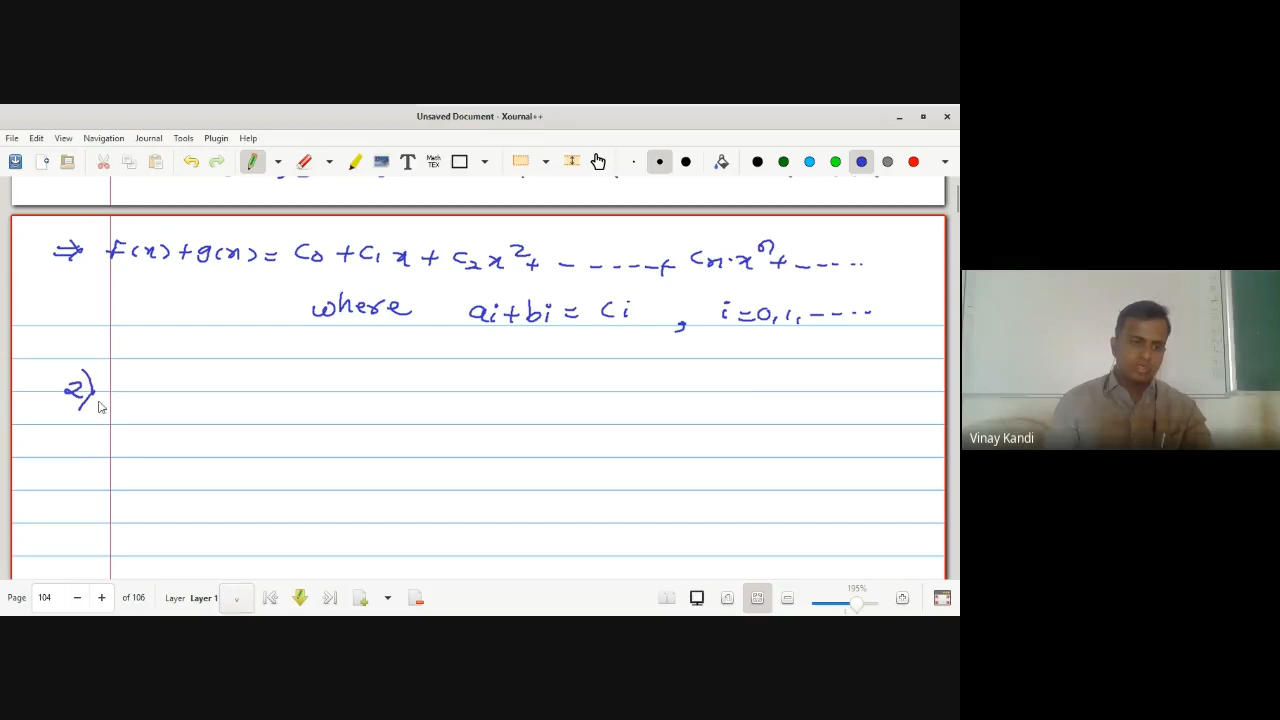 Unsaved Document - Xournal++
File Edit View Navigation Journal Tools Plugin Help
⇒ f(x) + g(x) = C0 + C1 x + C2 x² + - - - - - - + Cn·x^n + - - - - -
where ai + bi = Ci , i = 0, 1, - - - - -
2)
Page 104 of 106 Layer Layer 1 195%
Vinay Kandi